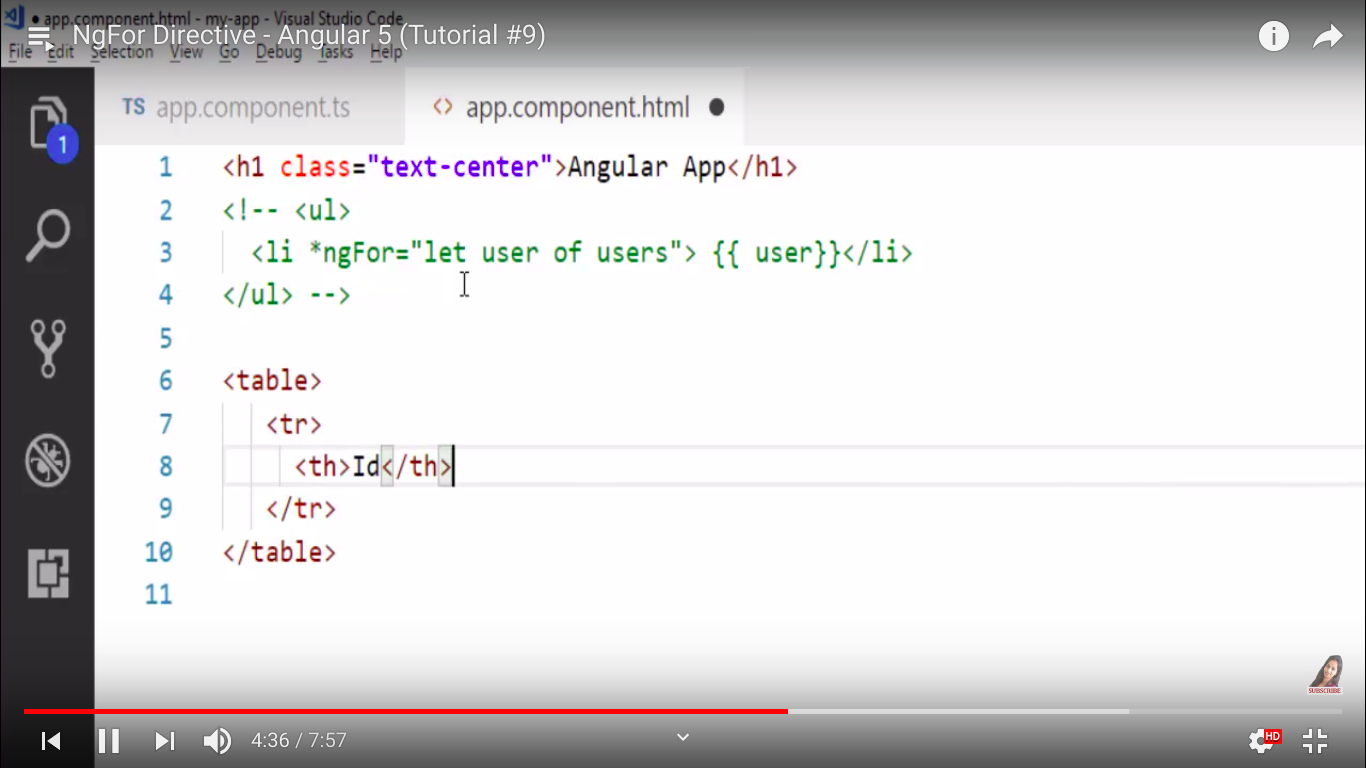 ● app.component.html - my-app - Visual Studio Code
NgFor Directive - Angular 5 (Tutorial #9)
File Edit Selection View Go Debug Tasks Help
TS app.component.ts
<> app.component.html ●
1
1 <h1 class="text-center">Angular App</h1>
2 <!-- <ul>
3 <li *ngFor="let user of users"> {{ user}}</li>
4 </ul> -->
5
6 <table>
7 <tr>
8 <th>Id</th>
9 </tr>
10 </table>
11
SUBSCRIBE
4:36 / 7:57
HD